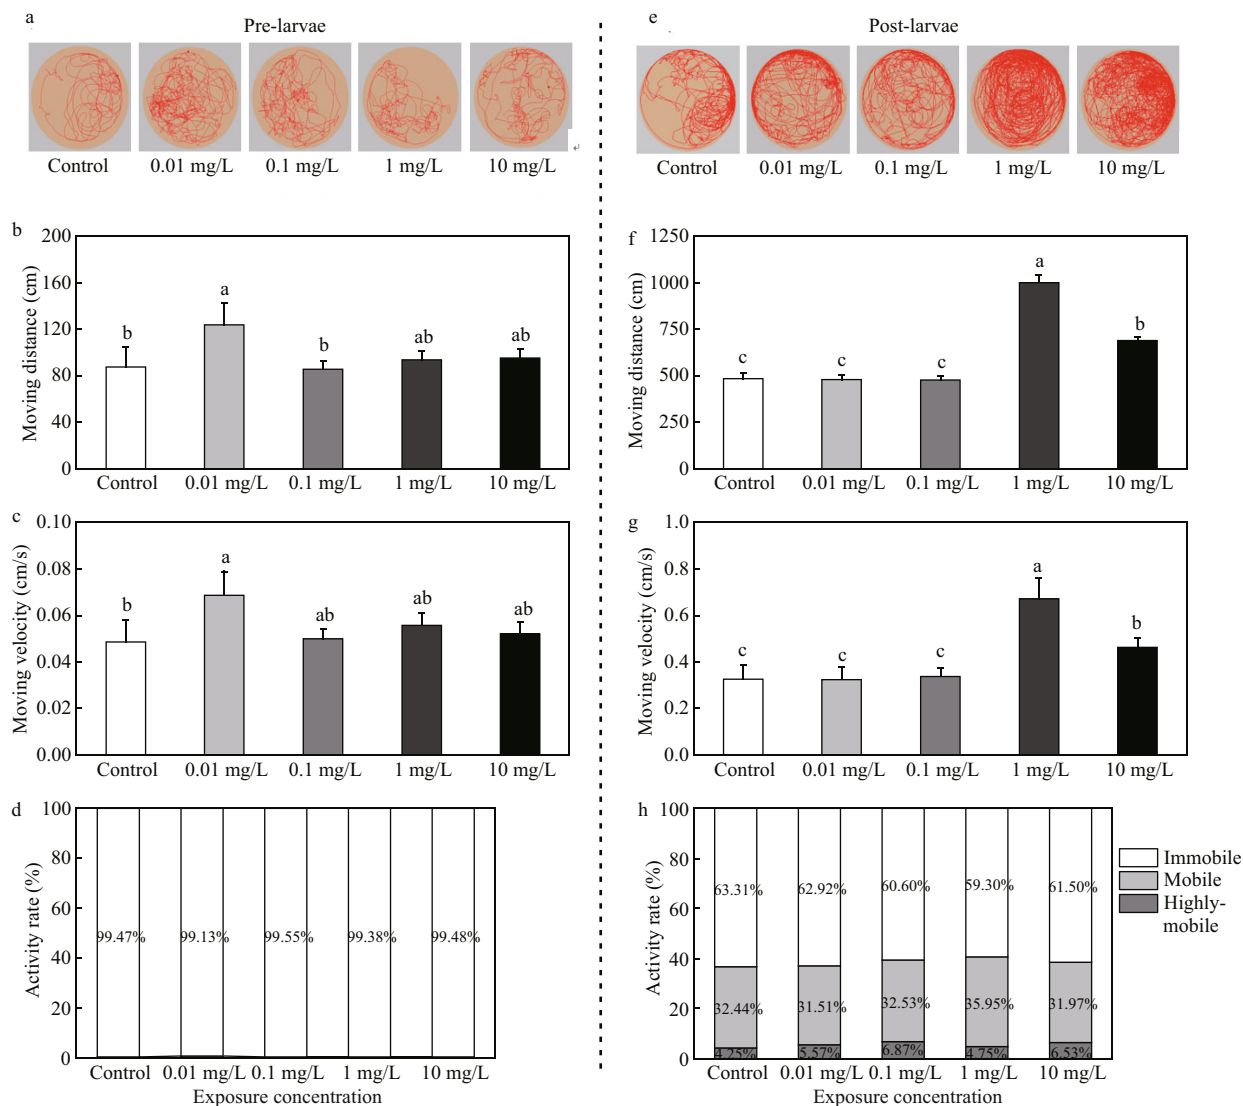 a
Pre-larvae
Control 0.01 mg/L 0.1 mg/L 1 mg/L 10 mg/L
b
Moving distance (cm)
200
160
120
80
40
0
b a b ab ab
Control 0.01 mg/L 0.1 mg/L 1 mg/L 10 mg/L
c
Moving velocity (cm/s)
0.10
0.08
0.06
0.04
0.02
0.00
b a ab ab ab
Control 0.01 mg/L 0.1 mg/L 1 mg/L 10 mg/L
d
Activity rate (%)
100
80
60
40
20
0
99.47% 99.13% 99.55% 99.38% 99.48%
Control 0.01 mg/L 0.1 mg/L 1 mg/L 10 mg/L
Exposure concentration
e
Post-larvae
Control 0.01 mg/L 0.1 mg/L 1 mg/L 10 mg/L
f
Moving distance (cm)
1250
1000
750
500
250
0
c c c a b
Control 0.01 mg/L 0.1 mg/L 1 mg/L 10 mg/L
g
Moving velocity (cm/s)
1.0
0.8
0.6
0.4
0.2
0.0
c c c a b
Control 0.01 mg/L 0.1 mg/L 1 mg/L 10 mg/L
h
Activity rate (%)
100
80
60
40
20
0
63.31% 62.92% 60.60% 59.30% 61.50%
32.44% 31.51% 32.53% 35.95% 31.97%
4.25% 5.57% 6.87% 4.75% 6.53%
Control 0.01 mg/L 0.1 mg/L 1 mg/L 10 mg/L
Exposure concentration
Immobile
Mobile
Highly-
mobile